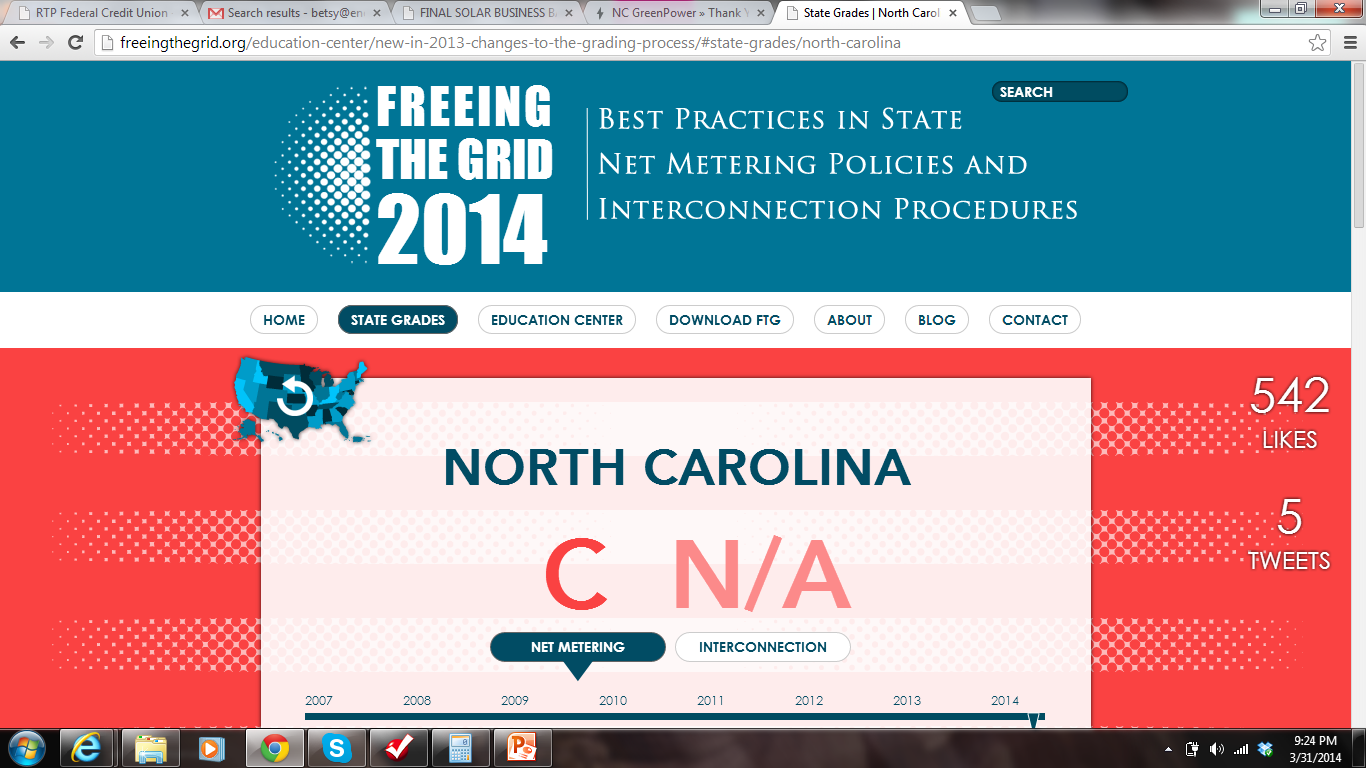 RTP Federal Credit Union
Search results - betsy@ene
FINAL SOLAR BUSINESS B
NC GreenPower » Thank Y
State Grades | North Carol
freeingthegrid.org/education-center/new-in-2013-changes-to-the-grading-process/#state-grades/north-carolina
FREEING
THE GRID
2014
BEST PRACTICES IN STATE
NET METERING POLICIES AND
INTERCONNECTION PROCEDURES
SEARCH
HOME
STATE GRADES
EDUCATION CENTER
DOWNLOAD FTG
ABOUT
BLOG
CONTACT
542
LIKES
5
TWEETS
NORTH CAROLINA
C N/A
NET METERING
INTERCONNECTION
2007 2008 2009 2010 2011 2012 2013 2014
9:24 PM
3/31/2014